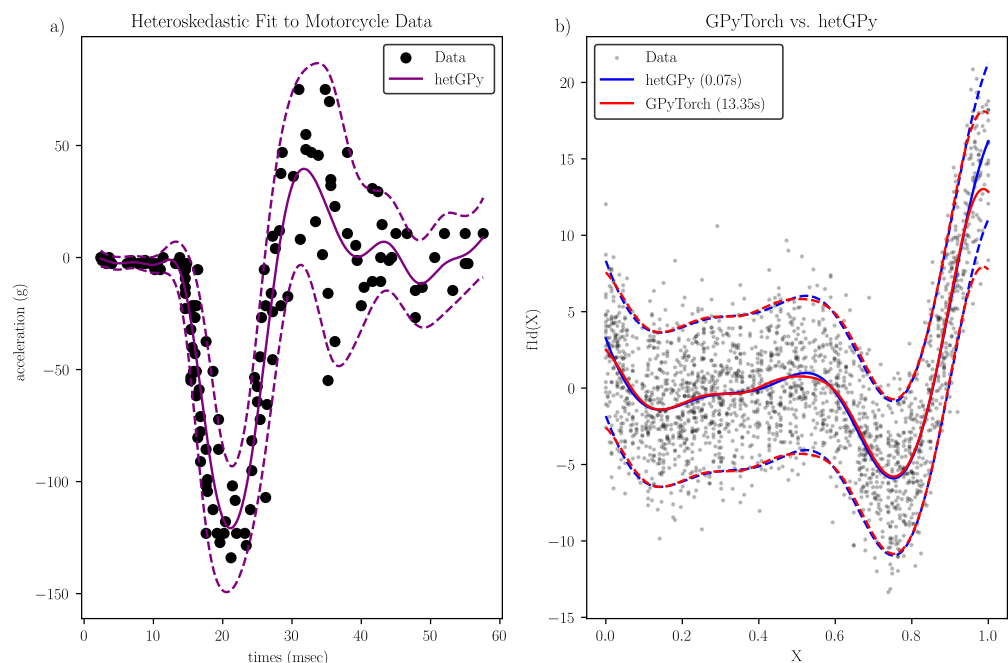 a)
Heteroskedastic Fit to Motorcycle Data
Data
hetGPy
50
0
−50
−100
−150
acceleration (g)
0
10
20
30
40
50
60
times (msec)
b)
GPyTorch vs. hetGPy
Data
hetGPy (0.07s)
GPyTorch (13.35s)
20
15
10
5
0
−5
−10
−15
f1d(X)
0.0
0.2
0.4
0.6
0.8
1.0
X